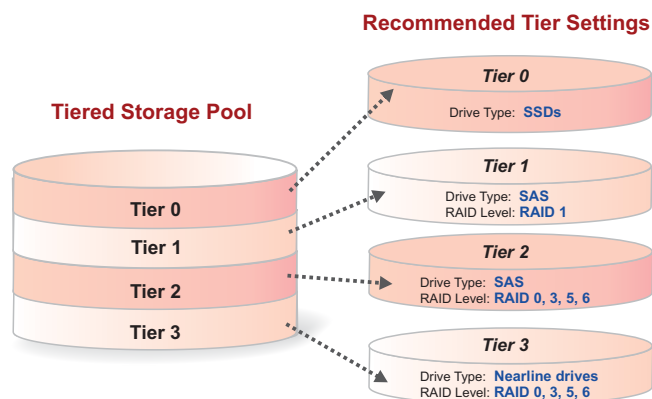 Recommended Tier Settings
Tiered Storage Pool
Tier 0
Tier 1
Tier 2
Tier 3
Tier 0
Drive Type: SSDs
Tier 1
Drive Type: SAS
RAID Level: RAID 1
Tier 2
Drive Type: SAS
RAID Level: RAID 0, 3, 5, 6
Tier 3
Drive Type: Nearline drives
RAID Level: RAID 0, 3, 5, 6